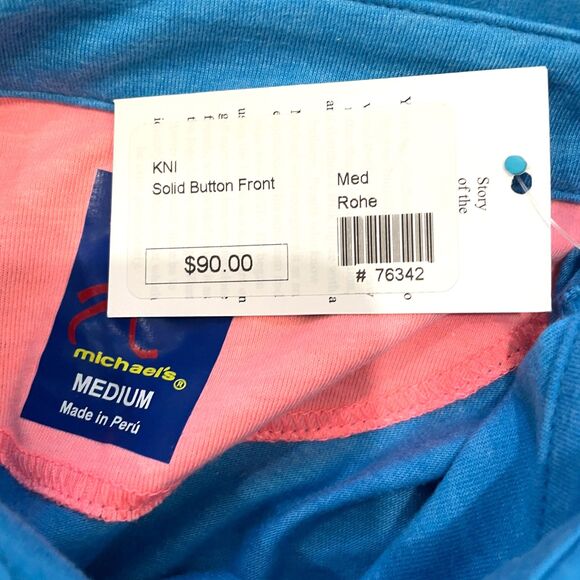 KNI
Solid Button Front
$90.00
Med
Rohe
# 76342
Story
of the
michael's®
MEDIUM
Made in Perú